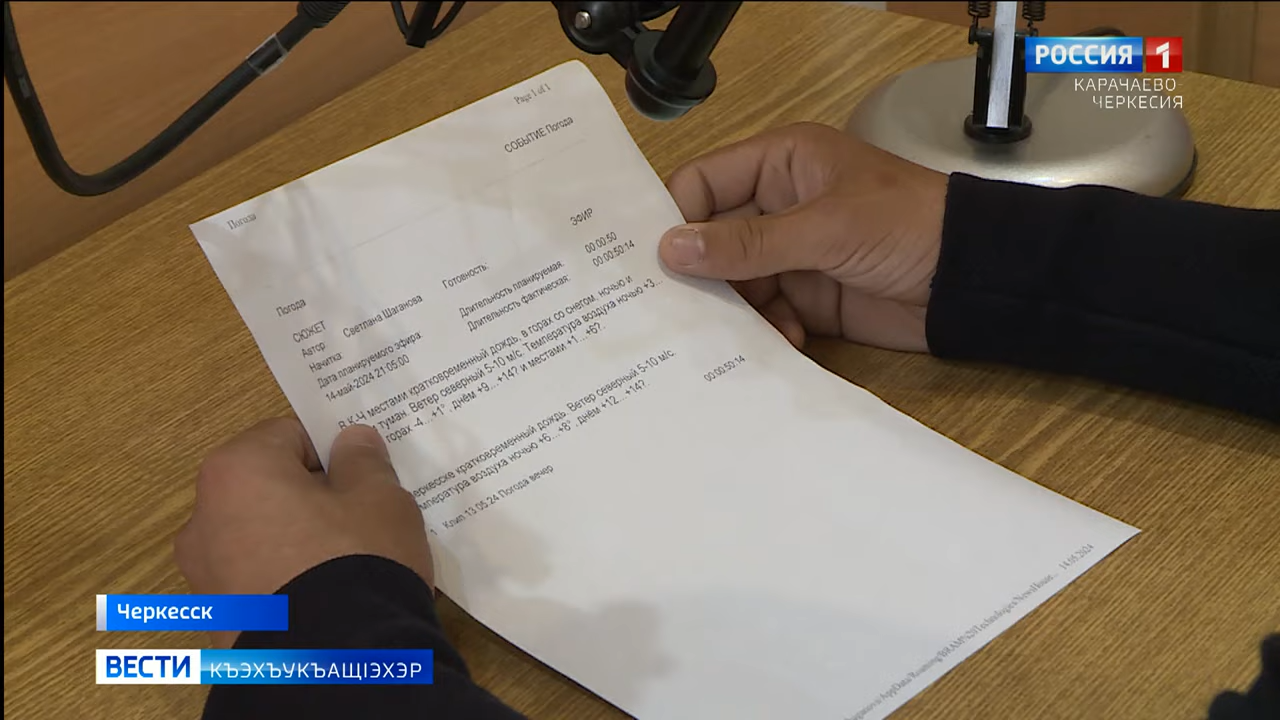 РОССИЯ 1
КАРАЧАЕВО-
ЧЕРКЕСИЯ
Погода
Page 1 of 1
СОБЫТИЕ Погода
Погода
СЮЖЕТ
Готовность:
ЭФИР
Автор Светлана Шаганова
Длительность планируемая: 00:00:50
Начитка
Длительность фактическая: 00:00:50:14
Дата планируемого эфира
14-май-2024 21:05:00
В К-Ч местами кратковременный дождь, в горах со снегом, ночью и
туман. Ветер северный 5-10 м/с. Температура воздуха ночью +3...
горах -4...+1°. днём +9...+14? и местами +1...+6?.
кратковременный дождь. Ветер северный 5-10 м/с.
воздуха ночью +6...+8°. днём +12...+14?.
00:00:50:14
1 Клип 13 05 24 Погода вечер
14.05.2024
Черкесск
ВЕСТИ КЪЭХЪУКЪАЩІЭХЭР